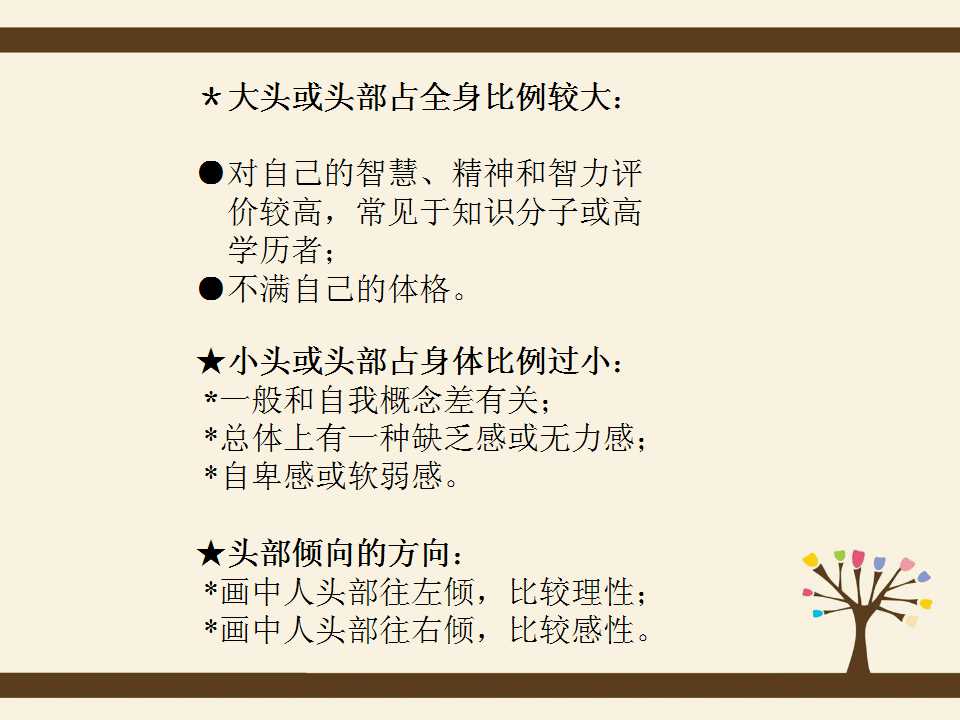 ＊大头或头部占全身比例较大：
●对自己的智慧、精神和智力评
价较高，常见于知识分子或高
学历者；
●不满自己的体格。
★小头或头部占身体比例过小：
*一般和自我概念差有关；
*总体上有一种缺乏感或无力感；
*自卑感或软弱感。
★头部倾向的方向：
*画中人头部往左倾，比较理性；
*画中人头部往右倾，比较感性。